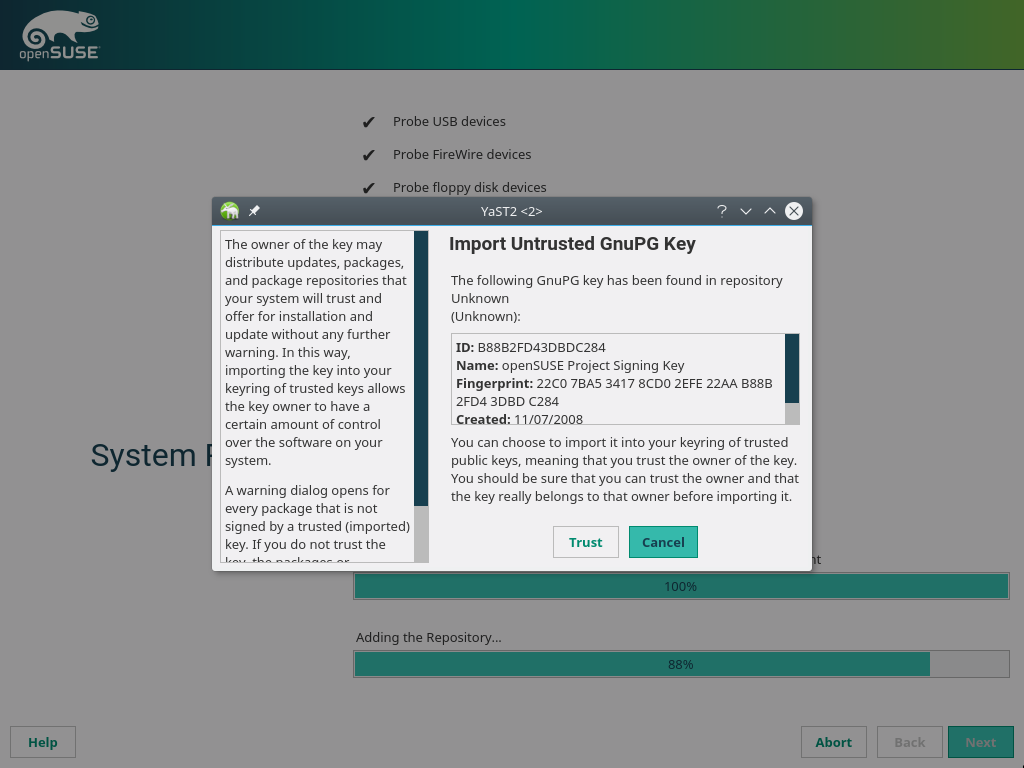 openSUSE
Probe USB devices
Probe FireWire devices
Probe floppy disk devices
YaST2 <2>
The owner of the key may
distribute updates, packages,
and package repositories that
your system will trust and
offer for installation and
update without any further
warning. In this way,
importing the key into your
keyring of trusted keys allows
the key owner to have a
certain amount of control
over the software on your
system.
A warning dialog opens for
every package that is not
signed by a trusted (imported)
key. If you do not trust the
key, the packages or
Import Untrusted GnuPG Key
The following GnuPG key has been found in repository
Unknown
(Unknown):
ID: B88B2FD43DBDC284
Name: openSUSE Project Signing Key
Fingerprint: 22C0 7BA5 3417 8CD0 2EFE 22AA B88B
2FD4 3DBD C284
Created: 11/07/2008
You can choose to import it into your keyring of trusted
public keys, meaning that you trust the owner of the key.
You should be sure that you can trust the owner and that
the key really belongs to that owner before importing it.
Trust
Cancel
System
100%
Adding the Repository...
88%
Help
Abort
Back
Next